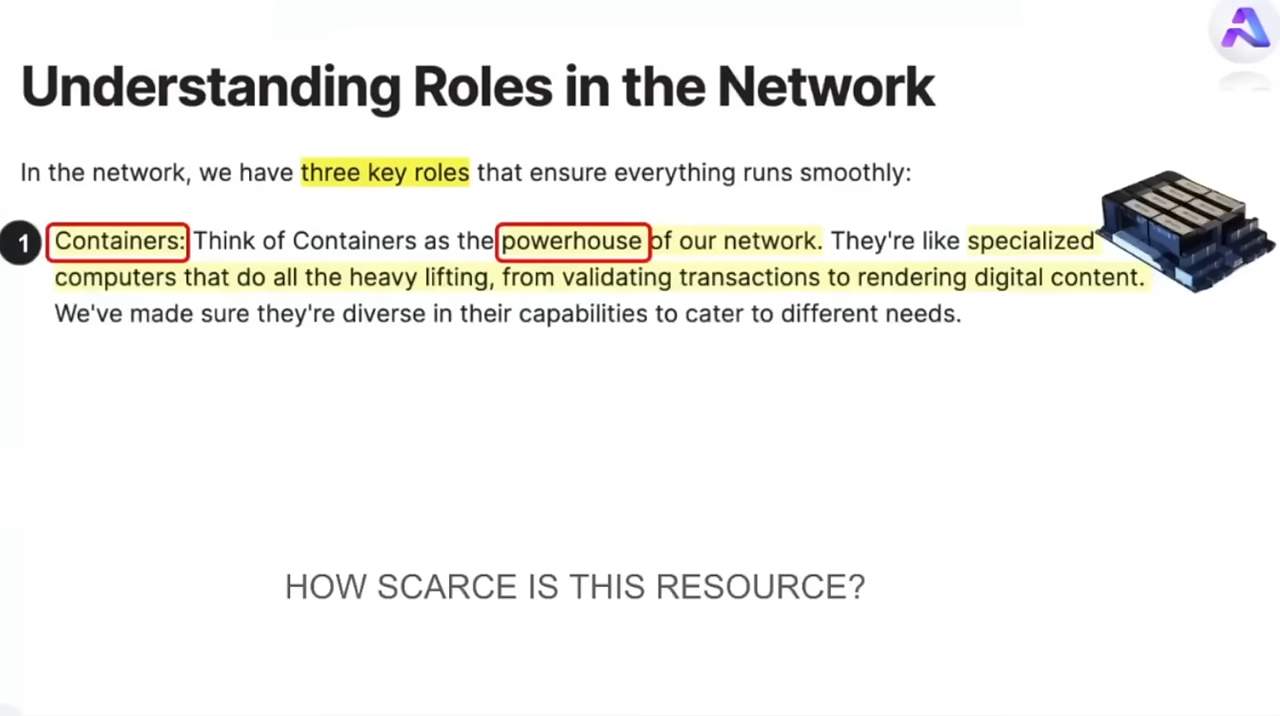 Understanding Roles in the Network
In the network, we have three key roles that ensure everything runs smoothly:
1 Containers: Think of Containers as the powerhouse of our network. They're like specialized
computers that do all the heavy lifting, from validating transactions to rendering digital content.
We've made sure they're diverse in their capabilities to cater to different needs.
HOW SCARCE IS THIS RESOURCE?